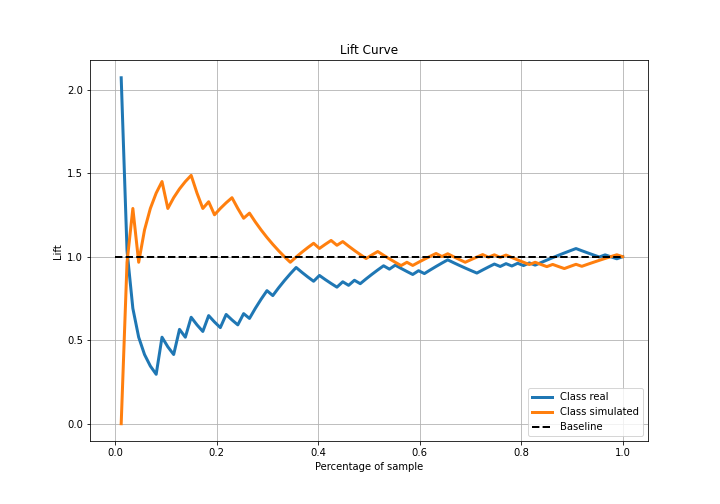 Lift Curve
2.0
1.5
1.0
0.5
0.0
Lift
0.0 0.2 0.4 0.6 0.8 1.0
Percentage of sample
Class real
Class simulated
Baseline